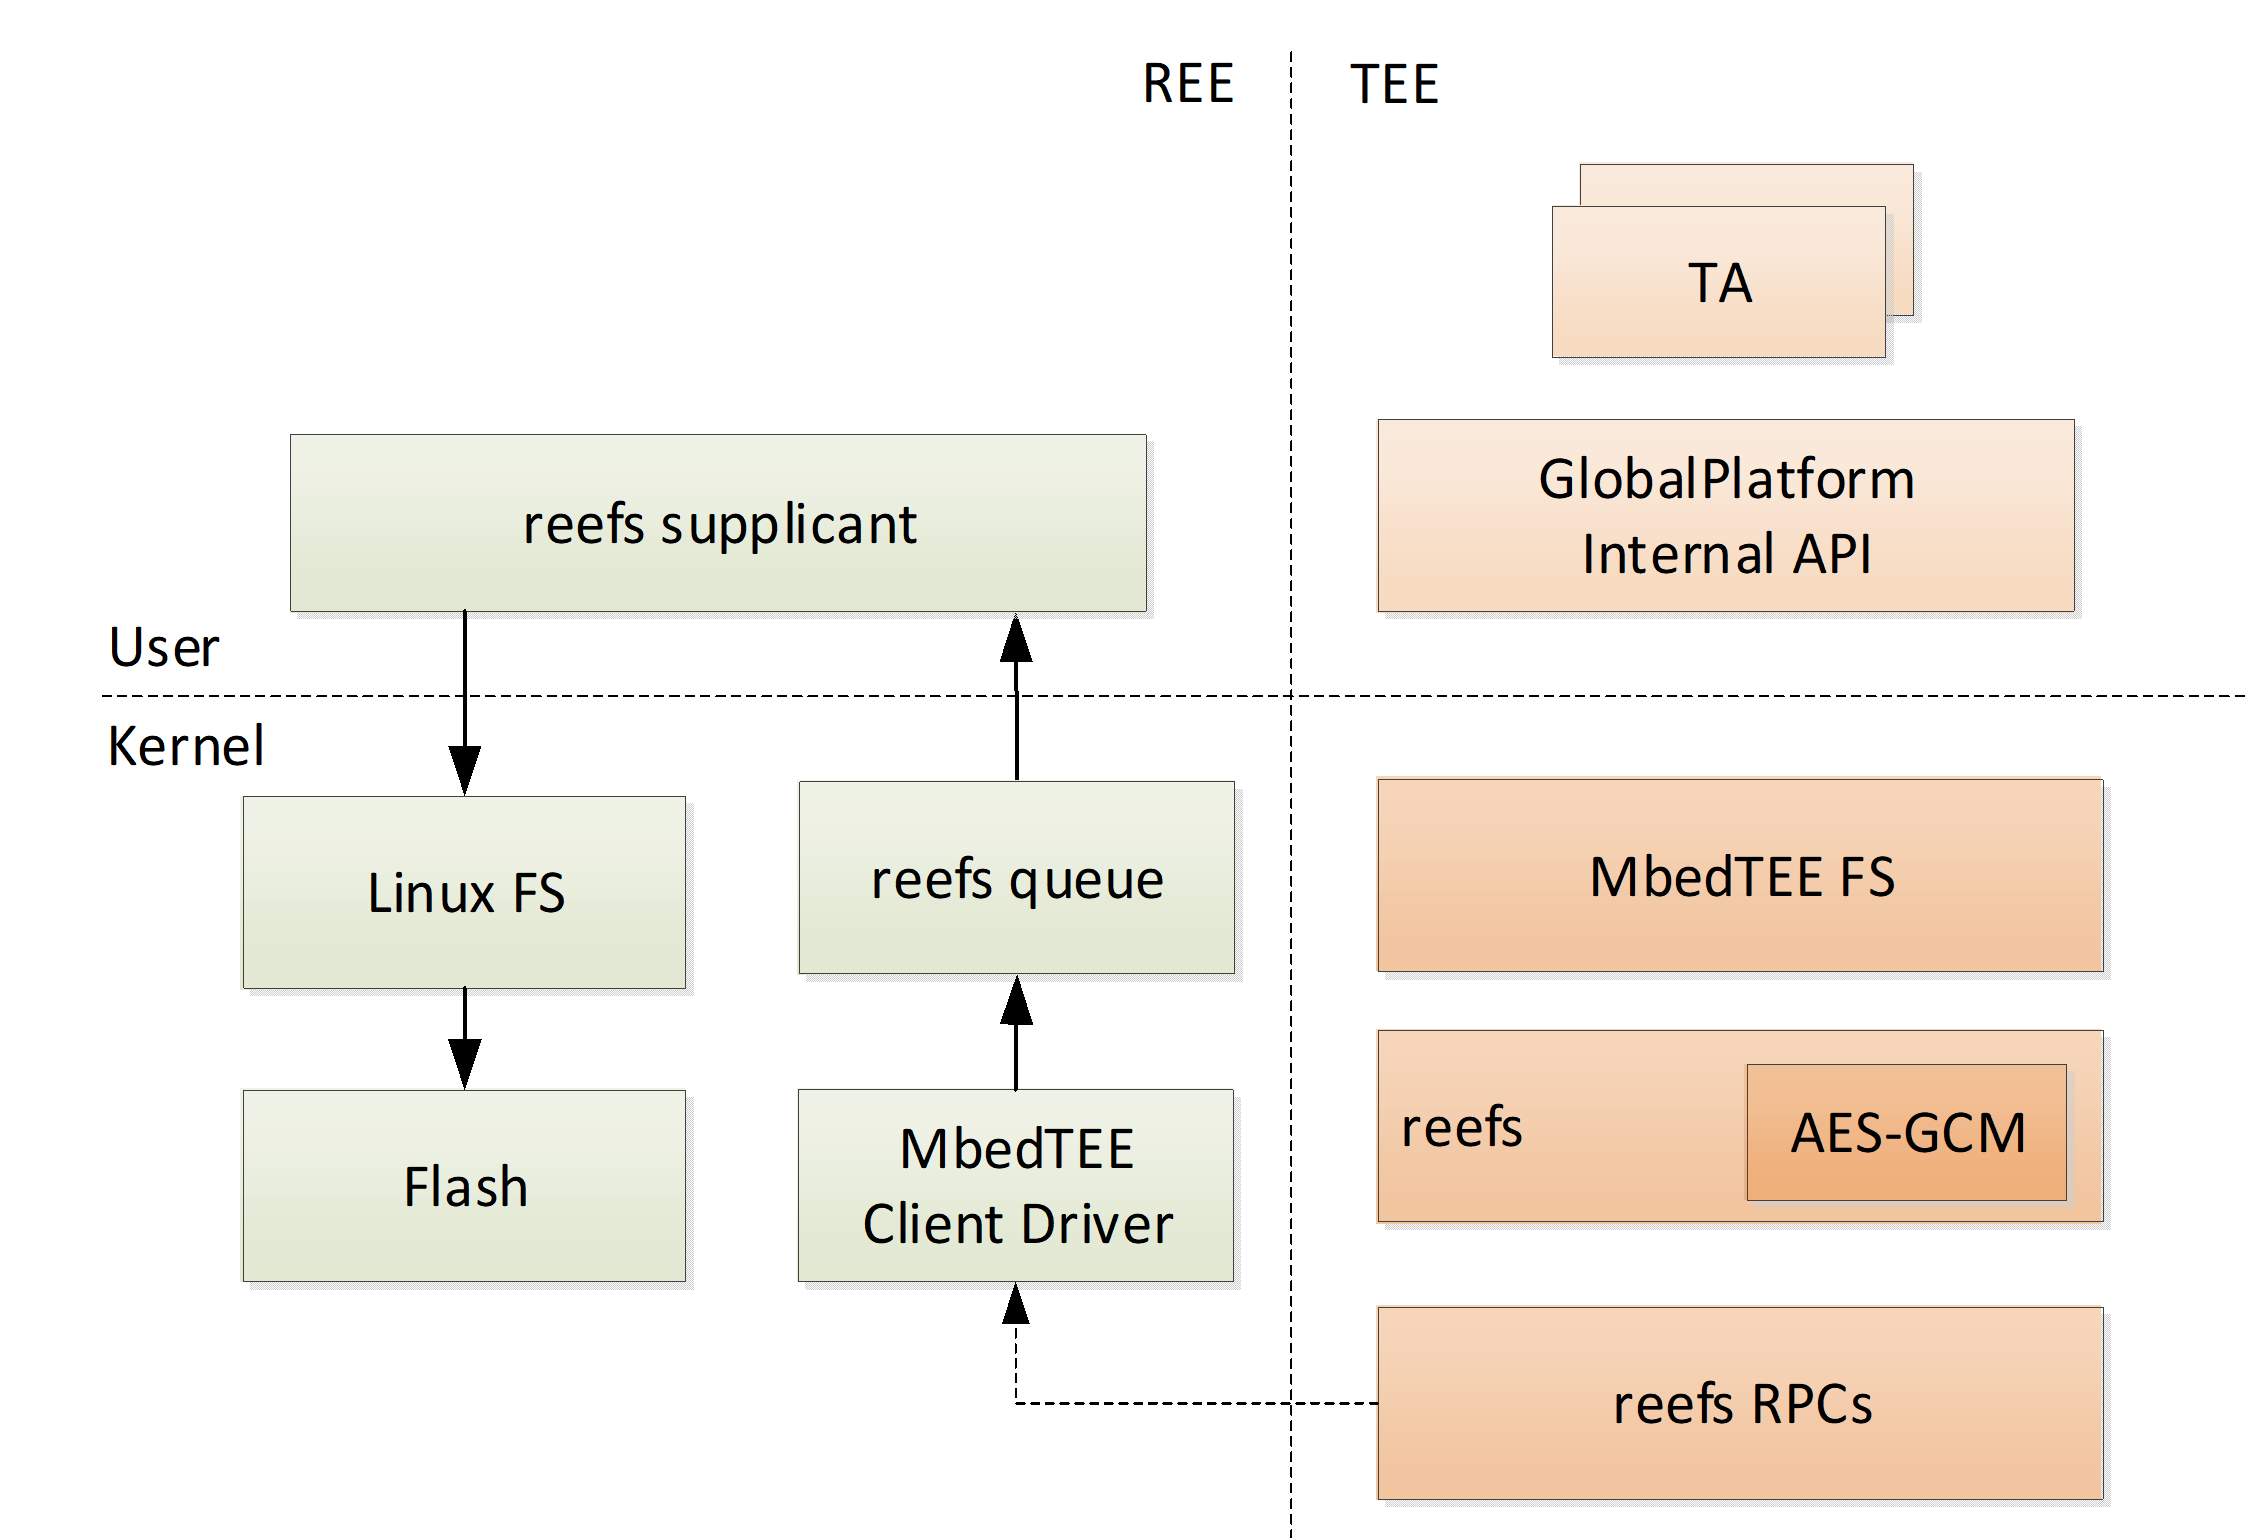 REE
TEE
TA
GlobalPlatform
Internal API
reefs supplicant
User
Kernel
Linux FS
reefs queue
MbedTEE FS
Flash
MbedTEE
Client Driver
reefs
AES-GCM
reefs RPCs